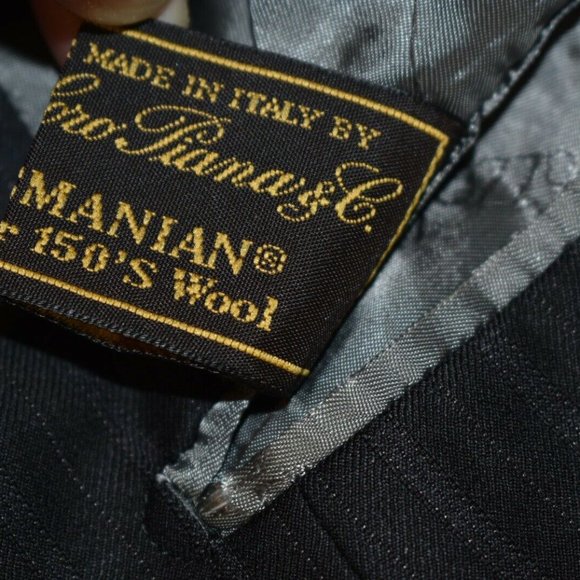 MADE IN ITALY BY
oro Piana & C.
MANIAN®
r 150'S Wool